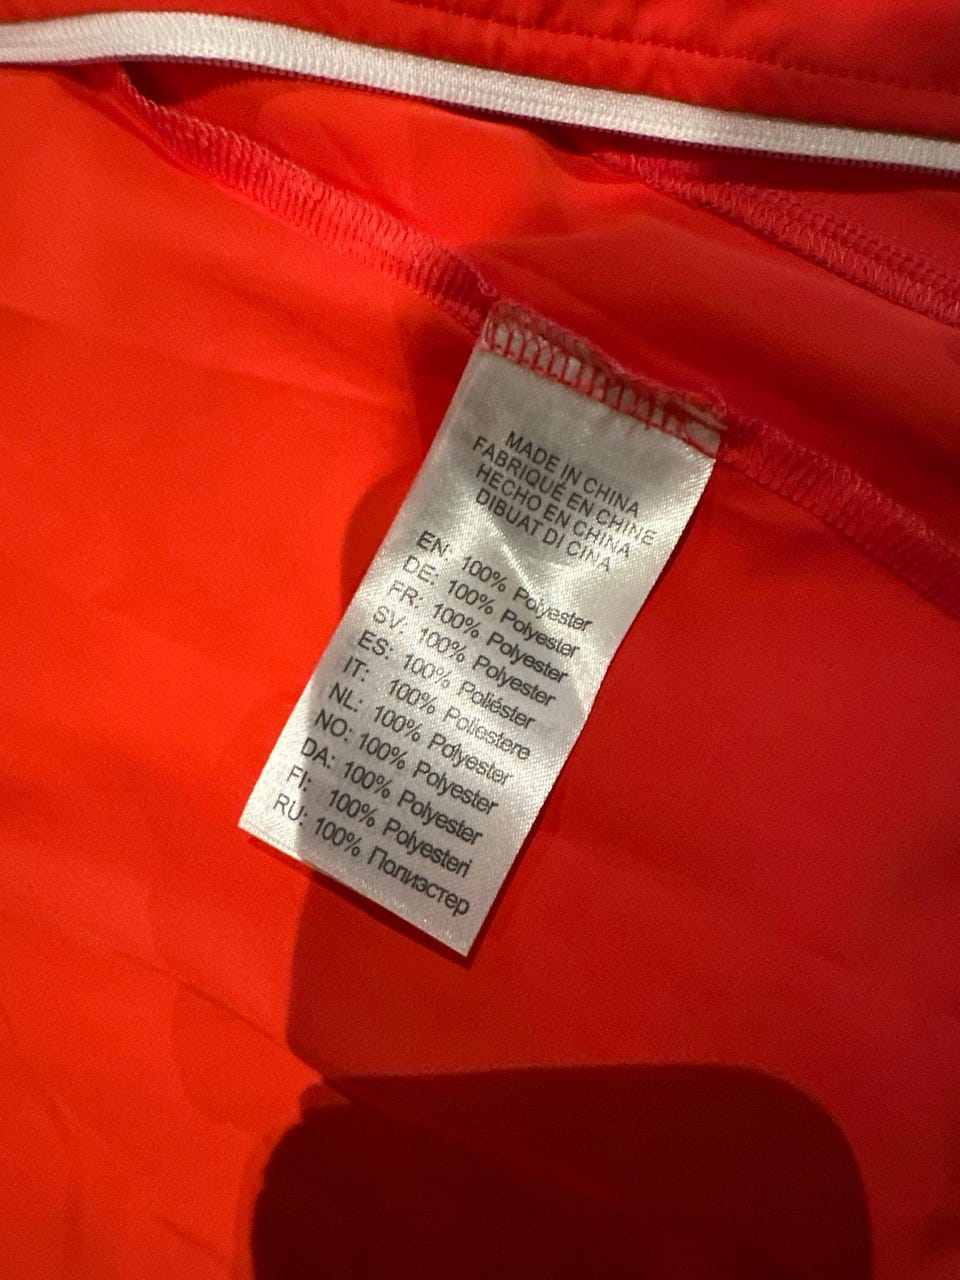 MADE IN CHINA
FABRIQUÉ EN CHINE
HECHO EN CHINA
DIBUAT DI CINA
EN: 100% Polyester
DE: 100% Polyester
FR: 100% Polyester
SV: 100% Polyester
ES: 100% Poliéster
IT: 100% Poliestere
NL: 100% Polyester
NO: 100% Polyester
DA: 100% Polyester
FI: 100% Polyesteri
RU: 100% Полиэстер